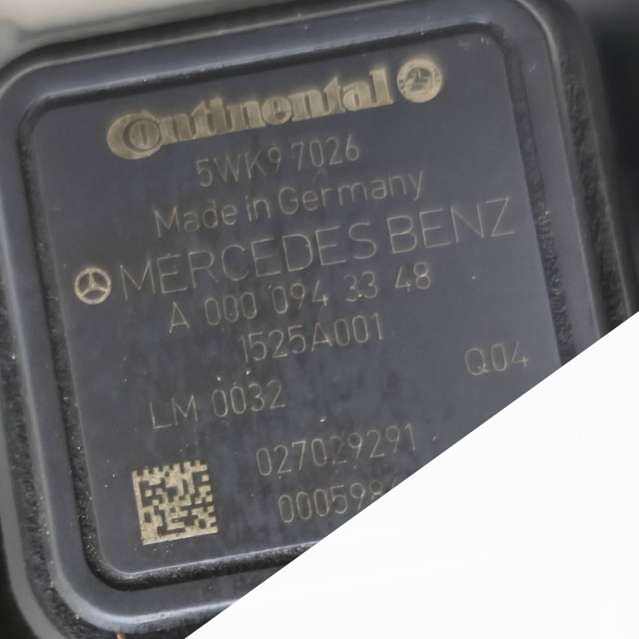 Continental
5WK9 7026
Made in Germany
MERCEDES BENZ
A 000 094 33 48
1525A001
LM 0032 Q04
027029291